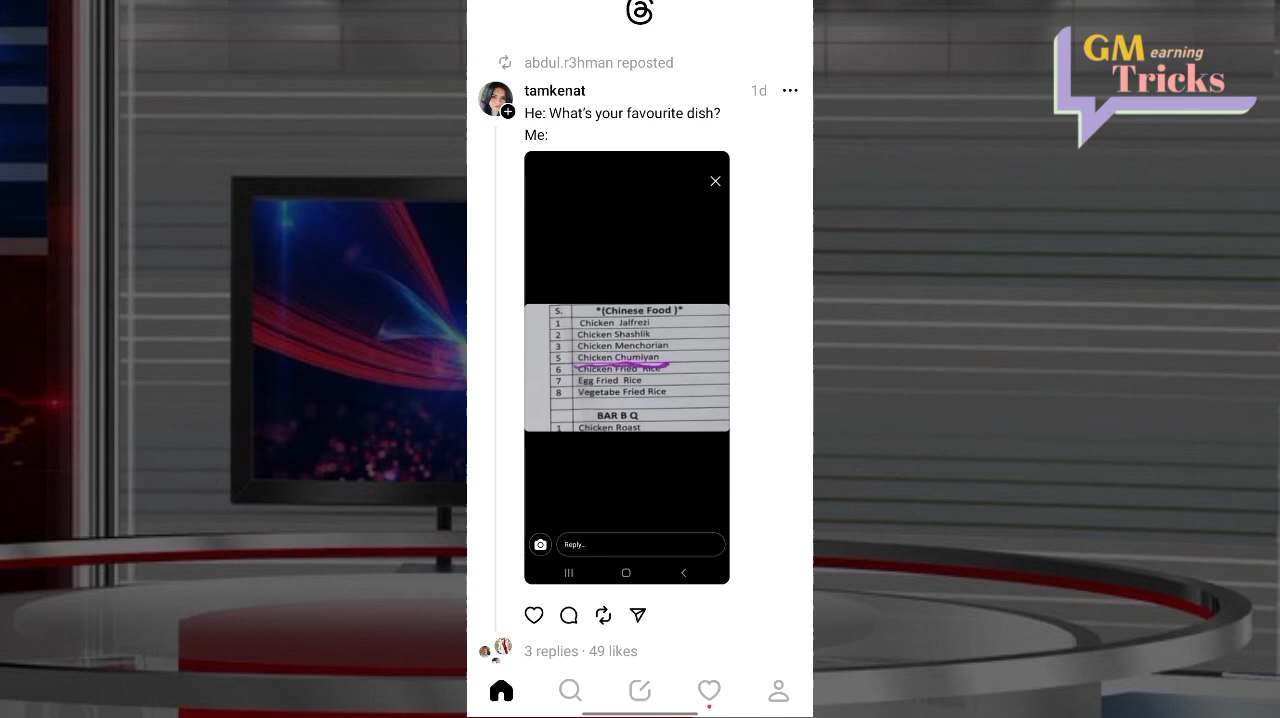 GM earning
Tricks
abdul.r3hman reposted
tamkenat 1d
He: What's your favourite dish?
Me:
S. *(Chinese Food )*
1 Chicken Jalfrezi
2 Chicken Shashlik
3 Chicken Menchorian
5 Chicken Chumiyan
6 Chicken Fried Rice
7 Egg Fried Rice
8 Vegetabe Fried Rice
BAR B Q
1 Chicken Roast
Reply...
3 replies · 49 likes